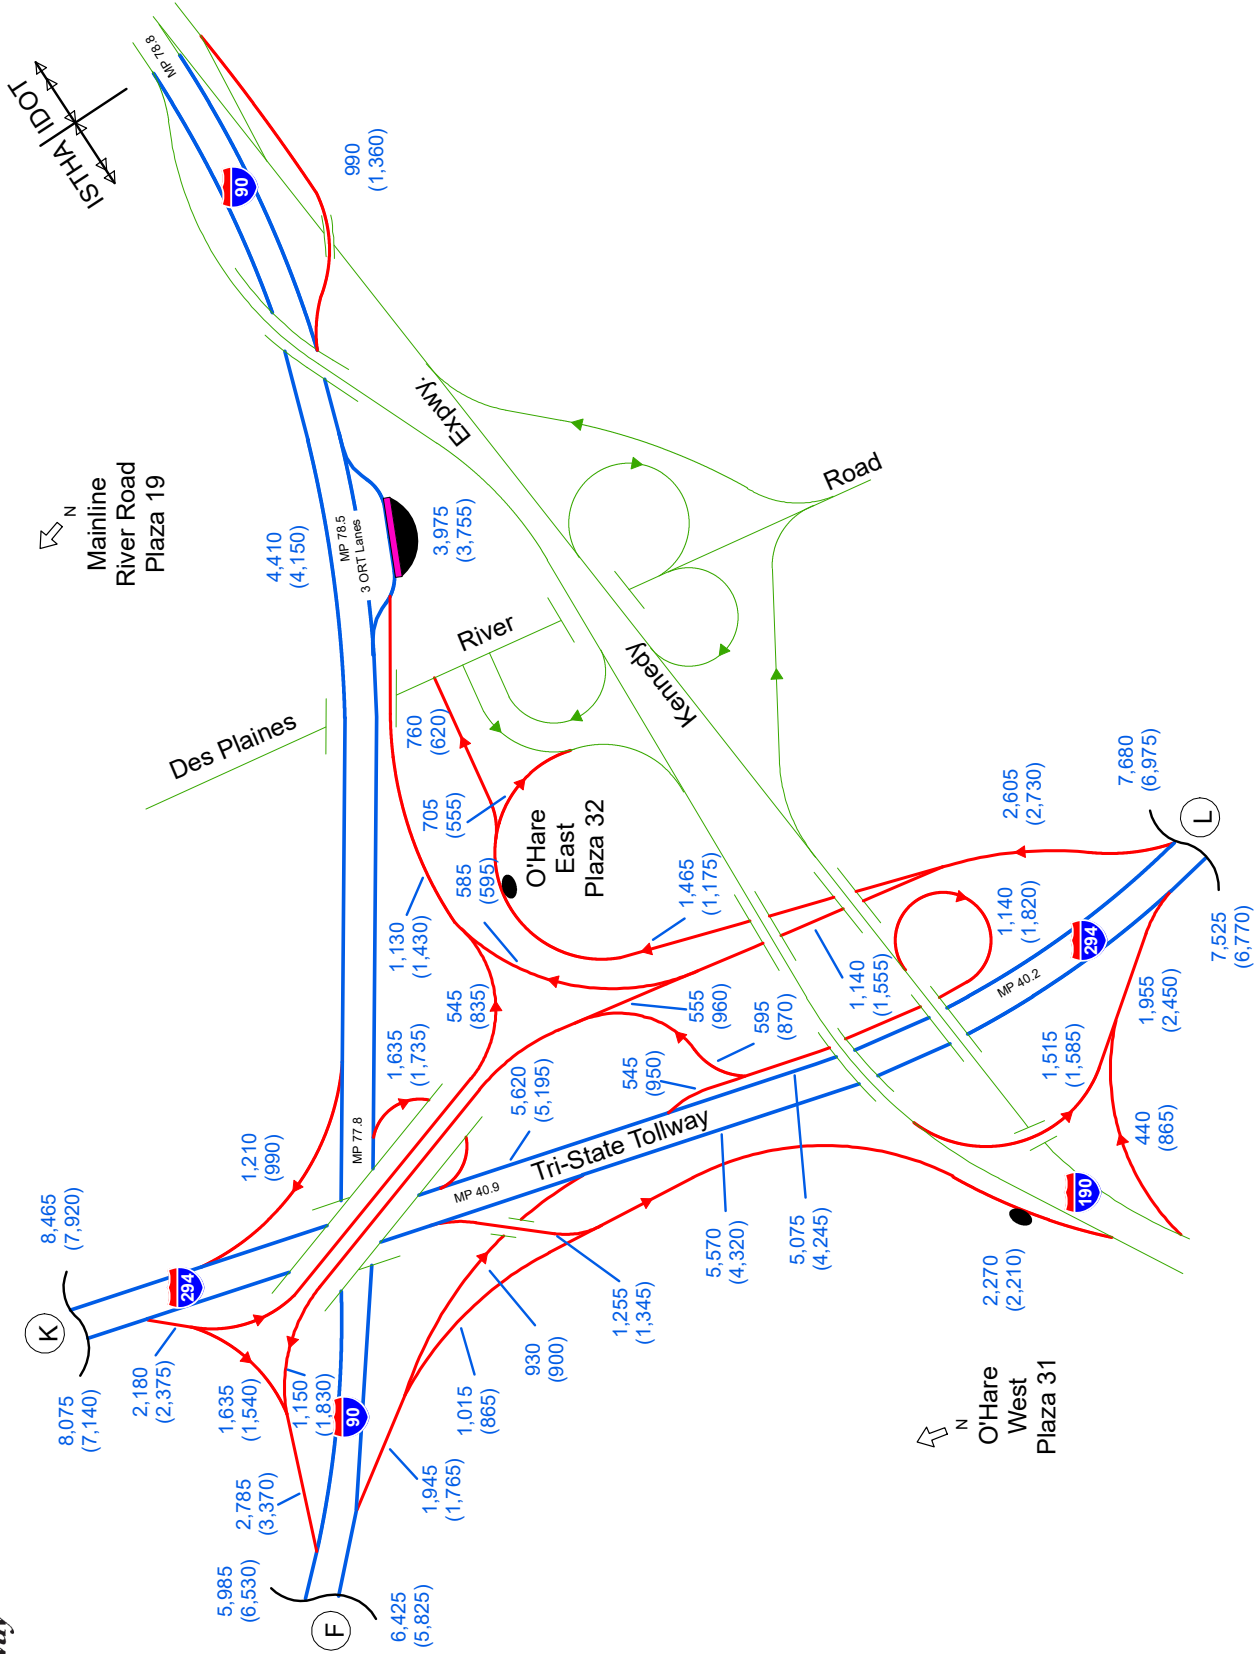 MP 78.8
ISTHA
IDOT
90
990
(1,360)
N
Mainline
River Road
Plaza 19
4,410
(4,150)
MP 78.5
3 ORT Lanes
3,975
(3,755)
Expwy.
Road
River
Kennedy
Des Plaines
760
(620)
705
(555)
585
(595)
O'Hare
East
Plaza 32
1,130
(1,430)
545
(835)
1,465
(1,175)
2,605
(2,730)
7,680
(6,975)
L
7,525
(6,770)
1,140
(1,820)
294
MP 40.2
1,140
(1,555)
555
(960)
595
(870)
545
(950)
1,955
(2,450)
1,515
(1,585)
440
(865)
190
1,635
(1,735)
MP 77.8
5,620
(5,195)
Tri-State Tollway
MP 40.9
5,570
(4,320)
5,075
(4,245)
2,270
(2,210)
1,210
(990)
8,465
(7,920)
294
K
8,075
(7,140)
2,180
(2,375)
1,635
(1,540)
1,150
(1,830)
90
1,255
(1,345)
930
(900)
1,015
(865)
1,945
(1,765)
2,785
(3,370)
5,985
(6,530)
F
6,425
(5,825)
N
O'Hare
West
Plaza 31